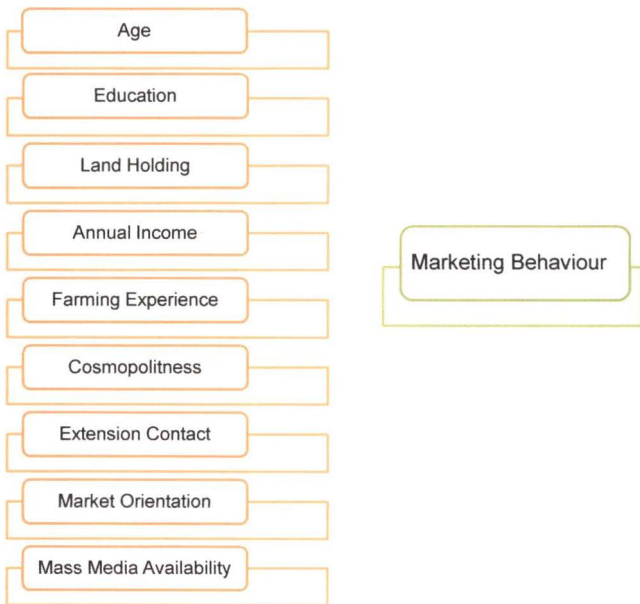 Age
Education
Land Holding
Annual Income
Farming Experience
Cosmopolitness
Extension Contact
Market Orientation
Mass Media Availability
Marketing Behaviour